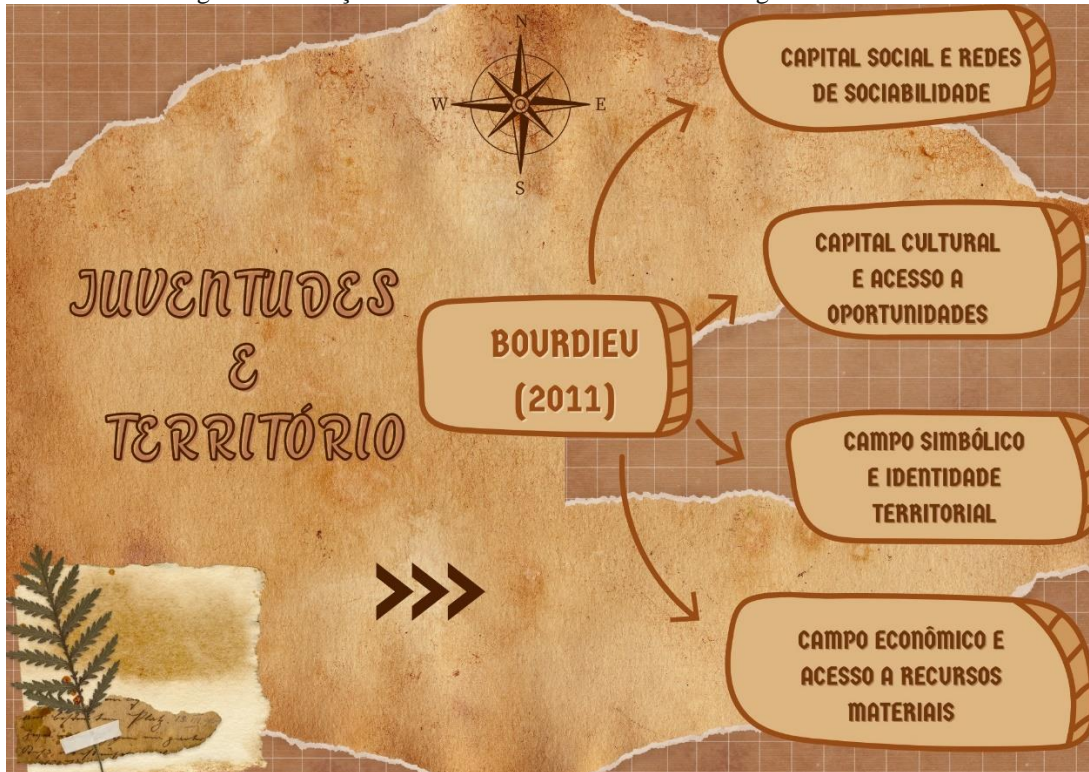 N
W
E
S
JUVENTUDES
E
TERRITÓRIO
BOURDIEU
(2011)
CAPITAL SOCIAL E REDES
DE SOCIABILIDADE
CAPITAL CULTURAL
E ACESSO A
OPORTUNIDADES
CAMPO SIMBÓLICO
E IDENTIDADE
TERRITORIAL
CAMPO ECONÔMICO E
ACESSO A RECURSOS
MATERIAIS